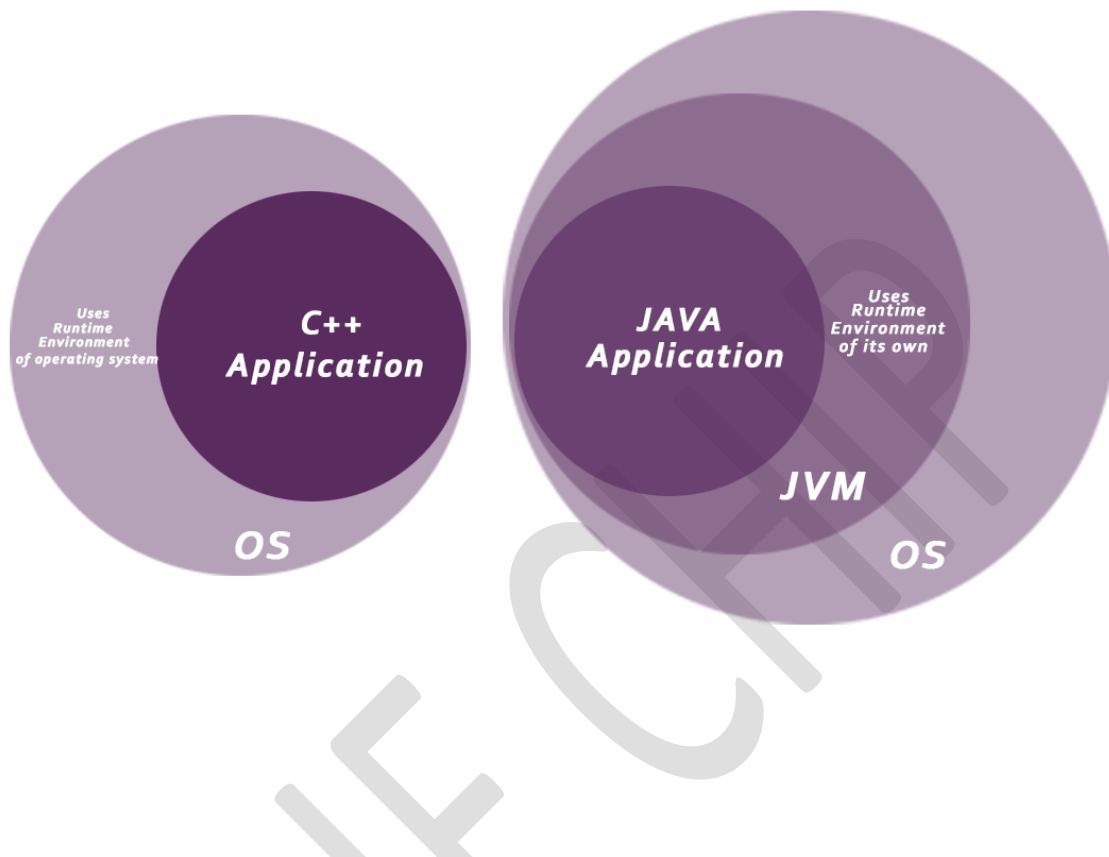 Uses
Runtime
Environment
of operating system
C++
Application
OS
JAVA
Application
Uses
Runtime
Environment
of its own
JVM
OS